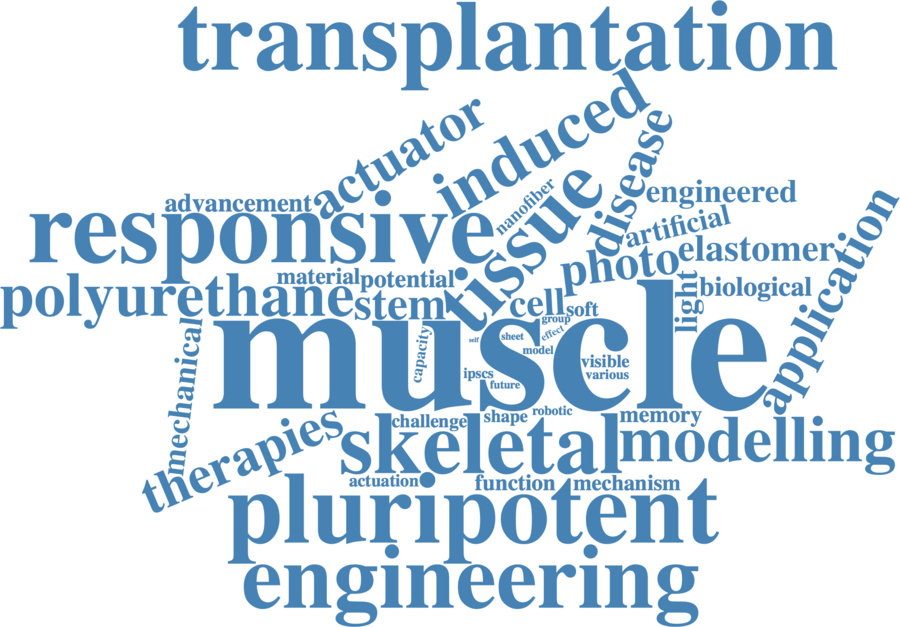 transplantation
actuator
induced
disease
advancement
nanofiber
tissue
engineered
responsive
artificial
application
photo
elastomer
material
potential
light
biological
polyurethane
stem
cell
soft
muscle
group
effect
self
sheet
model
capacity
visible
mechanical
ipscs
various
future
challenge
shape
robotic
memory
therapies
skeletal
modelling
actuation
function
mechanism
pluripotent
engineering